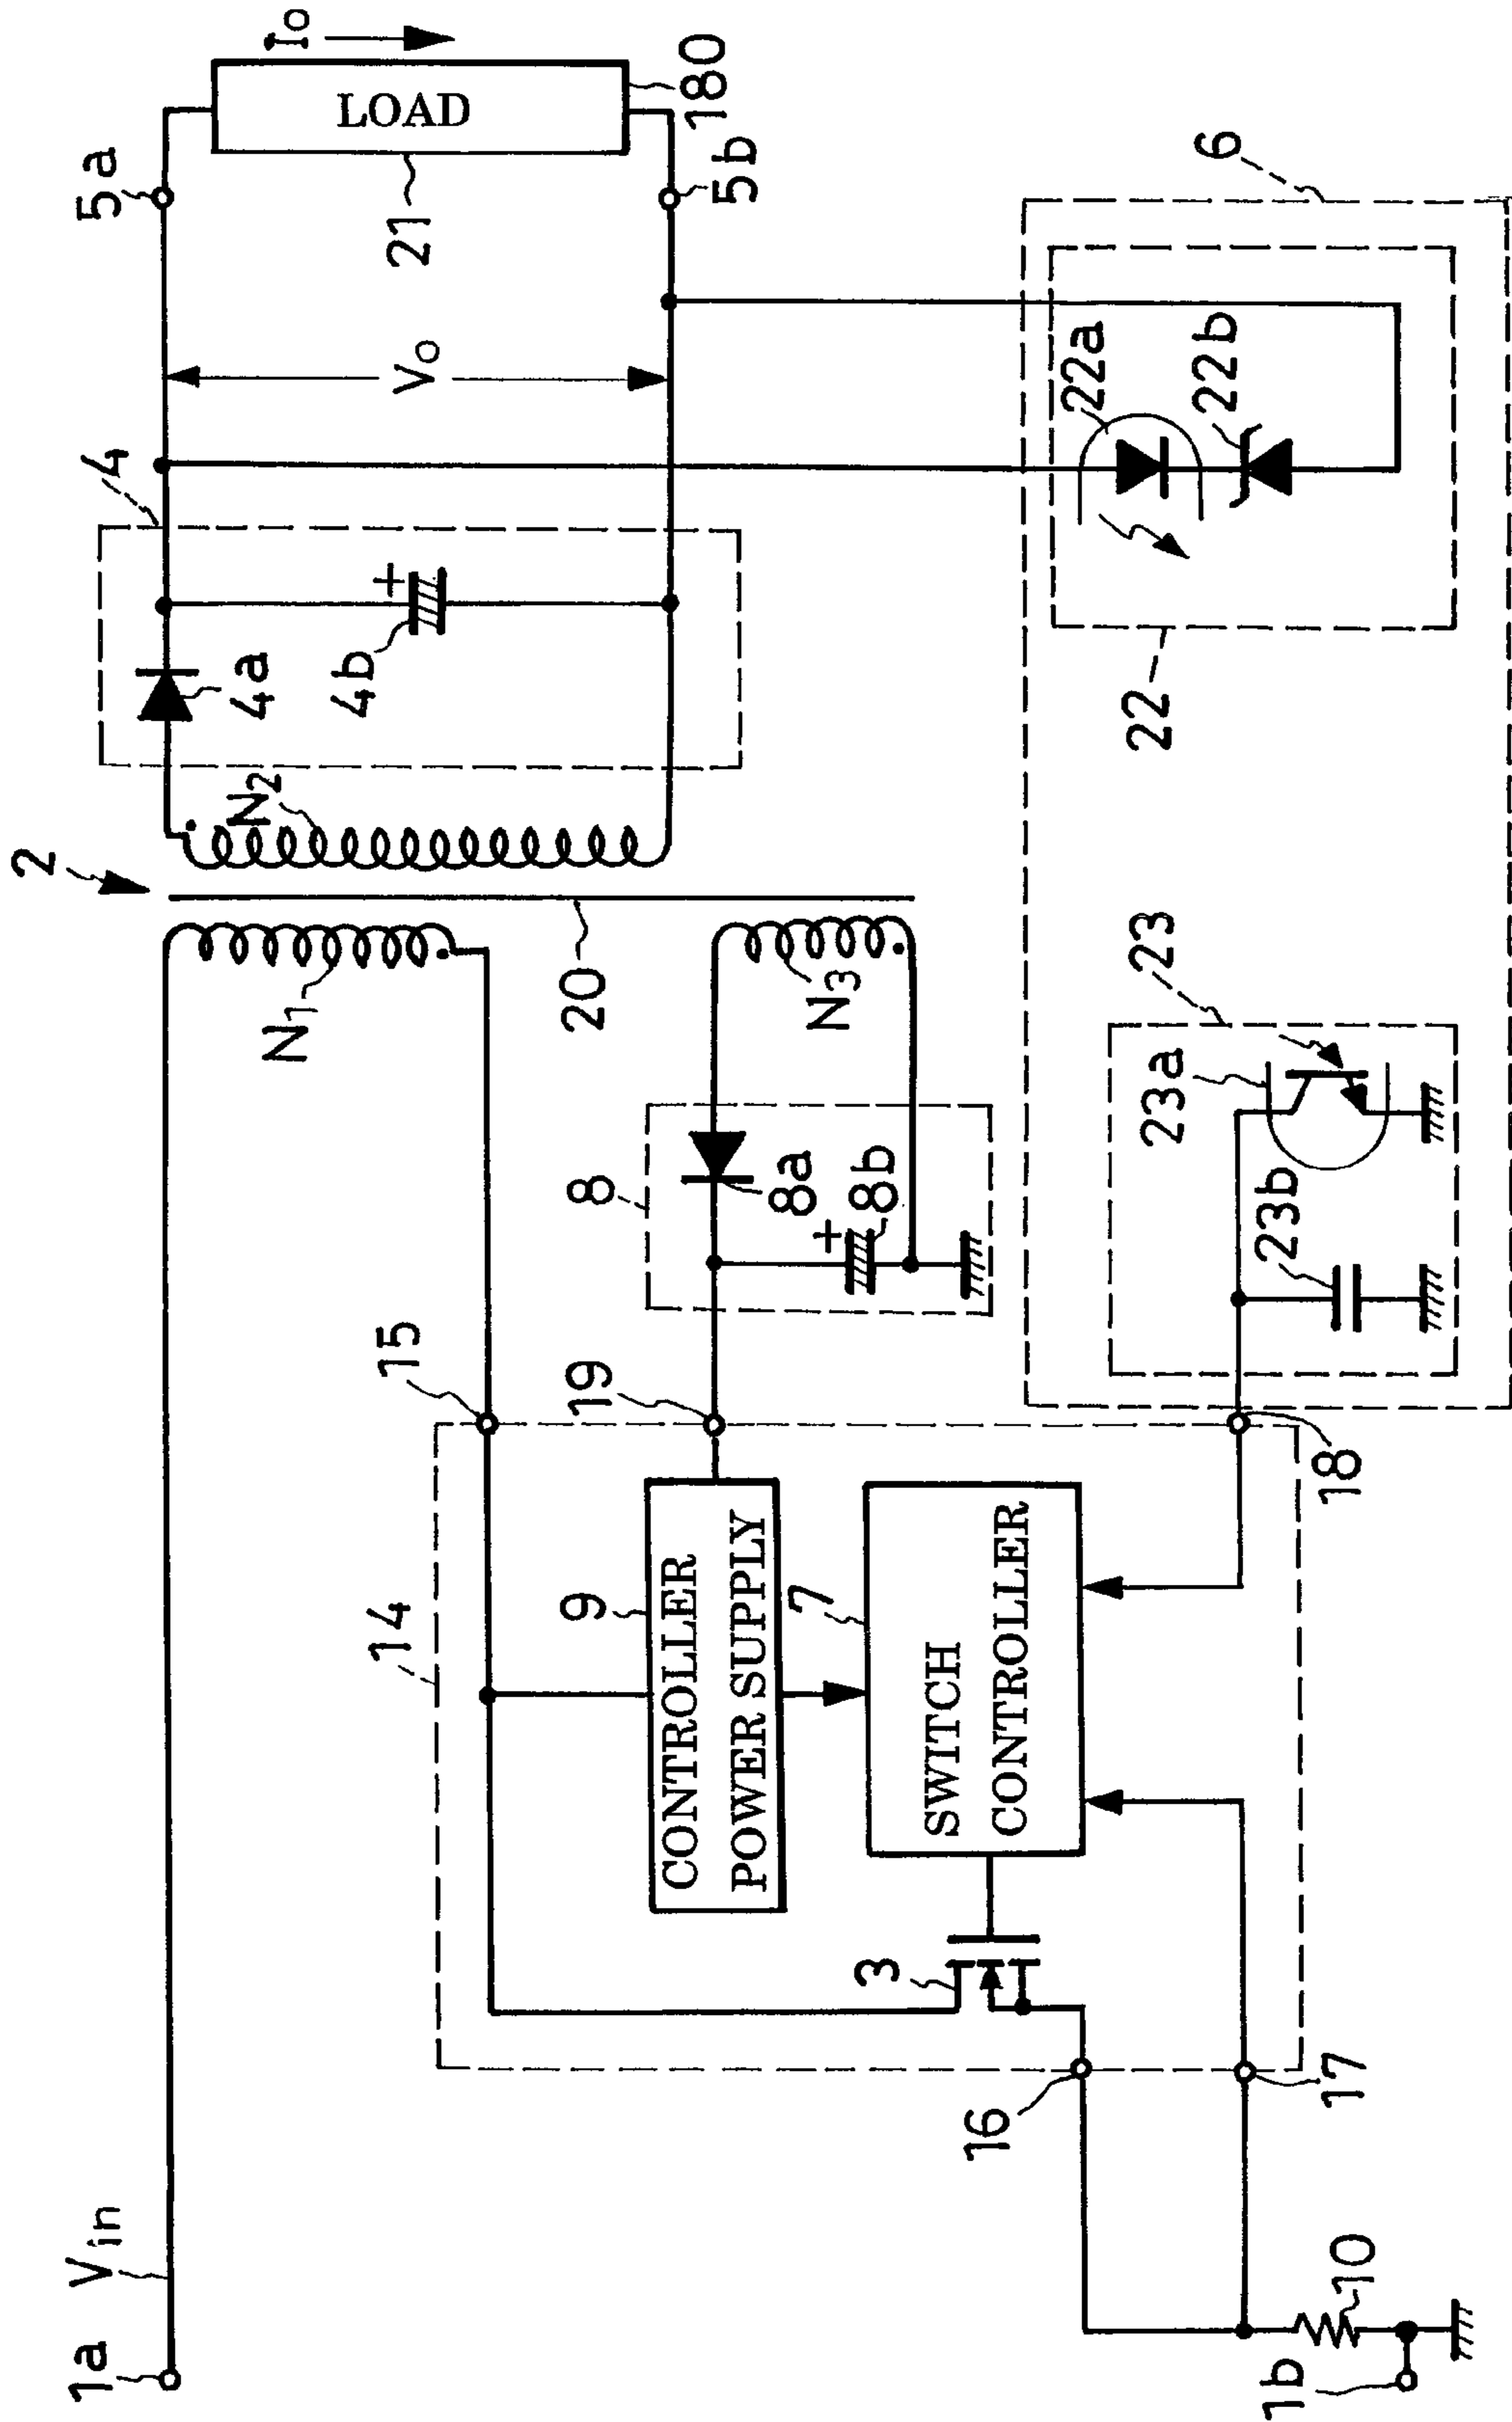 2
5a
I₀
LOAD
21
180
5b
V₀
4
4a
4b
N₂
N₁
20
N₃
6
22a
22b
22
23
23a
23b
8
8a
+
8b
+
15
19
18
14
9
CONTROLLER
POWER SUPPLY
7
SWITCH
CONTROLLER
3
16
17
Vin
1a
1b
10